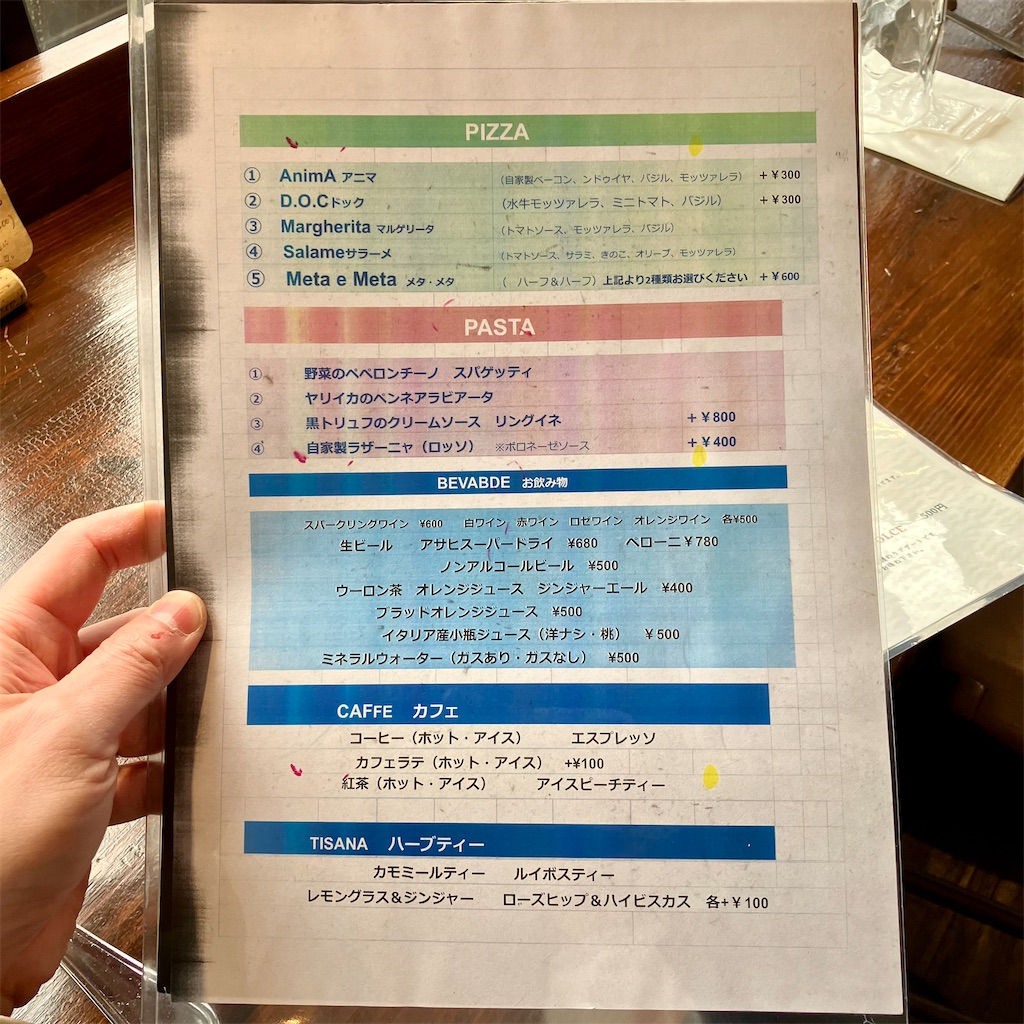 PIZZA
① AnimA アニマ (自家製ベーコン、ンドゥイヤ、バジル、モッツァレラ) +¥300
② D.O.Cドック (水牛モッツァレラ、ミニトマト、バジル) +¥300
③ Margherita マルゲリータ (トマトソース、モッツァレラ、バジル)
④ Salameサラーメ (トマトソース、サラミ、きのこ、オリーブ、モッツァレラ)
⑤ Meta e Meta メタ・メタ ( ハーフ&ハーフ) 上記より2種類お選びください +¥600
PASTA
① 野菜のペペロンチーノ スパゲッティ
② ヤリイカのペンネアラビアータ
③ 黒トリュフのクリームソース リングイネ +¥800
④ 自家製ラザーニャ(ロッソ) ※ボロネーゼソース +¥400
BEVABDE お飲み物
スパークリングワイン ¥600 白ワイン 赤ワイン ロゼワイン オレンジワイン 各¥500
生ビール アサヒスーパードライ ¥680 ペローニ¥780
ノンアルコールビール ¥500
ウーロン茶 オレンジジュース ジンジャーエール ¥400
ブラッドオレンジジュース ¥500
イタリア産小瓶ジュース(洋ナシ・桃) ¥500
ミネラルウォーター(ガスあり・ガスなし) ¥500
CAFFE カフェ
コーヒー(ホット・アイス) エスプレッソ
カフェラテ(ホット・アイス) +¥100
紅茶(ホット・アイス) アイスピーチティー
TISANA ハーブティー
カモミールティー ルイボスティー
レモングラス&ジンジャー ローズヒップ&ハイビスカス 各+¥100